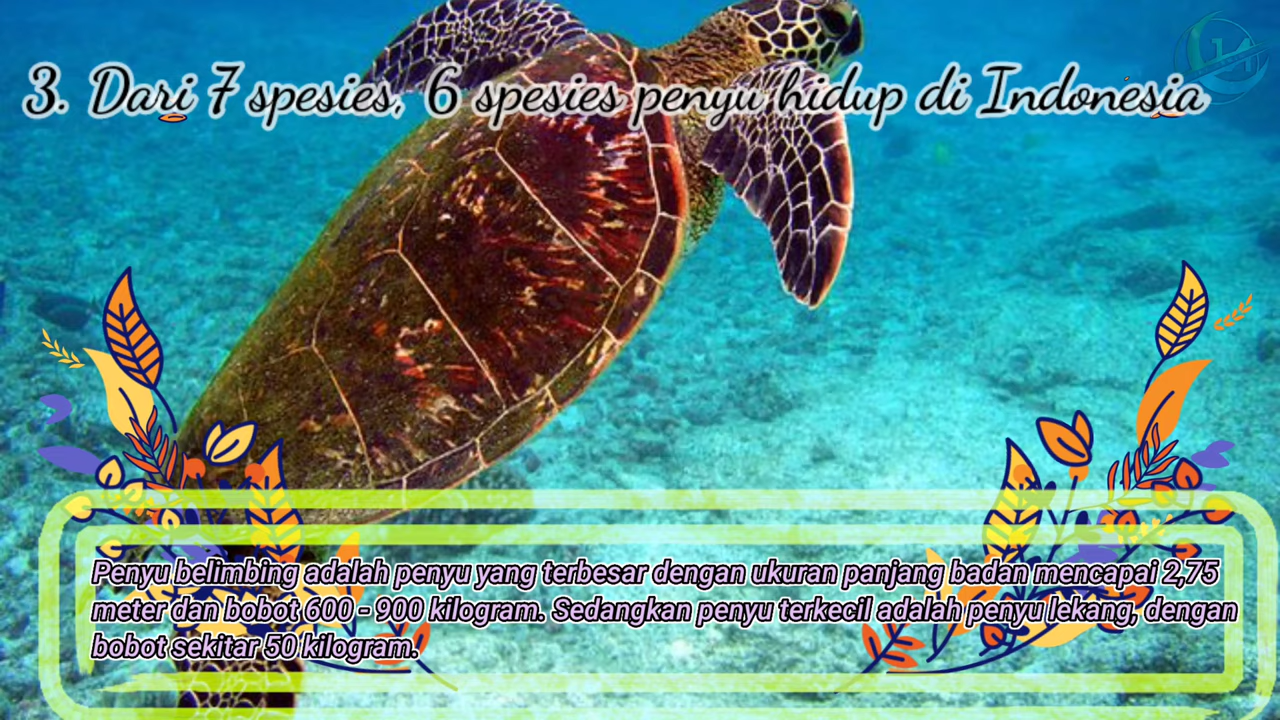 3. Dari 7 spesies, 6 spesies penyu hidup di Indonesia
Penyu belimbing adalah penyu yang terbesar dengan ukuran panjang badan mencapai 2,75
meter dan bobot 600 - 900 kilogram. Sedangkan penyu terkecil adalah penyu lekang, dengan
bobot sekitar 50 kilogram.